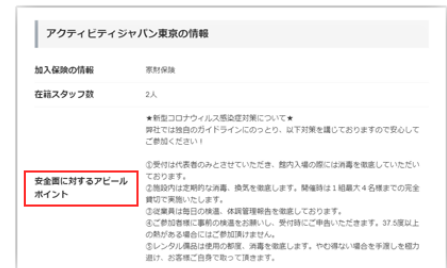 アクティビティジャパン東京の情報
加入保険の情報
家財保険
在籍スタッフ数
2人
安全面に対するアピール
ポイント
★新型コロナウィルス感染症対策について★
弊社では独自のガイドラインにのっとり、以下対策を講じておりますので安心して
ご参加ください！
①受付は代表者のみとさせていただき、館内入場の際には消毒を徹底していただい
ております。
②施設内は定期的な消毒、換気を徹底します。開催時は1組最大4名様までの完全
貸切で実施いたします。
③従業員は毎日の検温、体調管理報告を徹底しております。
④ご参加者様に事前の検温をお願いし、受付時にご申告いただきます。37.5度以上
の熱がある場合にはご参加頂けません。
⑤レンタル備品は使用の都度、消毒を徹底します。やむ得ない場合を手渡しを極力
避け、お客様ご自身で取って頂きます。